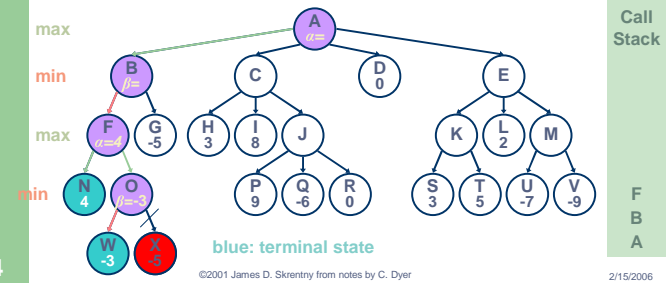 max
A
α=
Call
Stack
min
B
β=
C
D
0
E
max
F
α=4
G
-5
H
3
I
8
J
K
L
2
M
min
N
4
O
β=-3
P
9
Q
-6
R
0
S
3
T
5
U
-7
V
-9
F
B
A
W
-3
X
-5
blue: terminal state
4
©2001 James D. Skrentny from notes by C. Dyer
2/15/2006